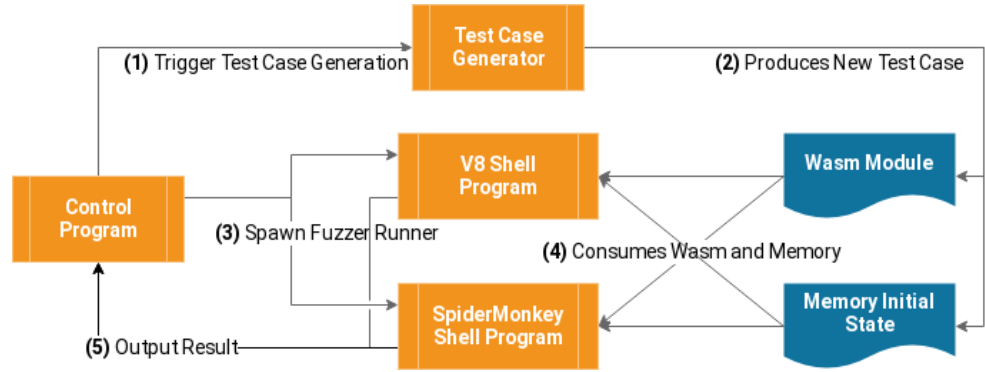 Test Case
Generator
(1) Trigger Test Case Generation
(2) Produces New Test Case
V8 Shell
Program
Wasm Module
Control
Program
(3) Spawn Fuzzer Runner
(4) Consumes Wasm and Memory
SpiderMonkey
Shell Program
Memory Initial
State
(5) Output Result